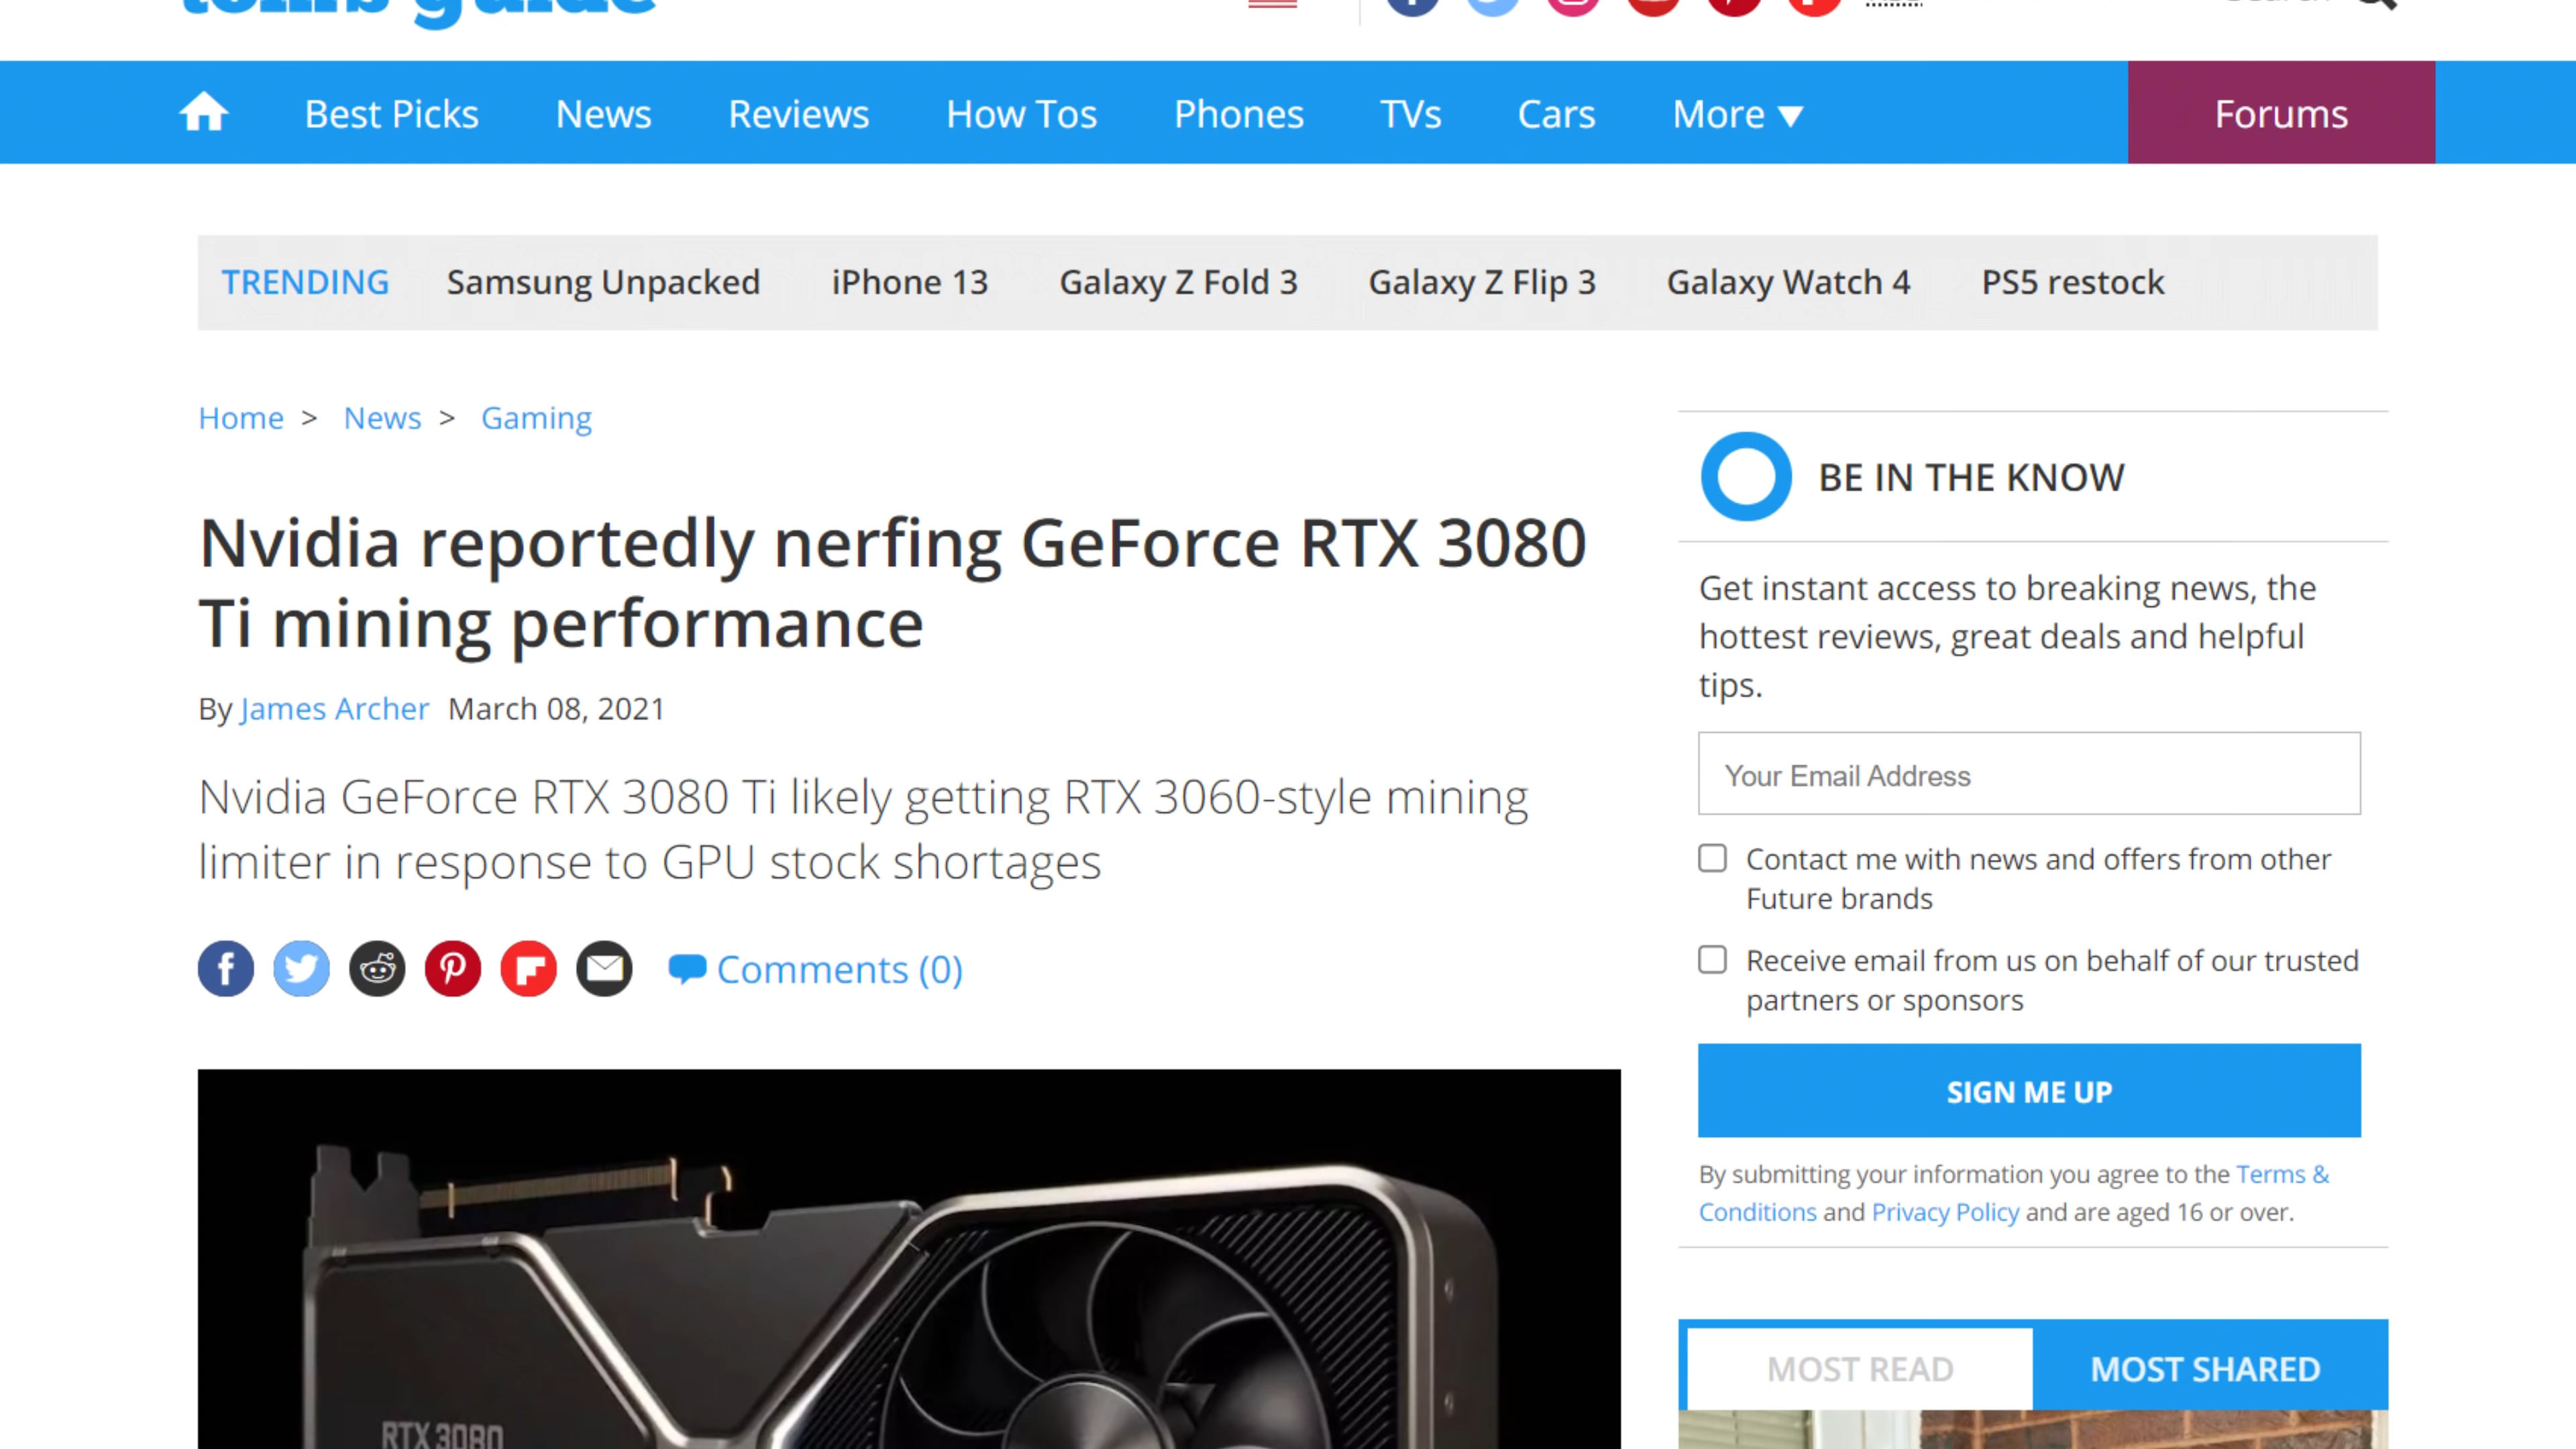 tom's guide
Best Picks News Reviews How Tos Phones TVs Cars More Forums
TRENDING Samsung Unpacked iPhone 13 Galaxy Z Fold 3 Galaxy Z Flip 3 Galaxy Watch 4 PS5 restock
Home > News > Gaming
Nvidia reportedly nerfing GeForce RTX 3080
Ti mining performance
By James Archer March 08, 2021
Nvidia GeForce RTX 3080 Ti likely getting RTX 3060-style mining
limiter in response to GPU stock shortages
Comments (0)
RTX 3080
BE IN THE KNOW
Get instant access to breaking news, the
hottest reviews, great deals and helpful
tips.
Your Email Address
Contact me with news and offers from other
Future brands
Receive email from us on behalf of our trusted
partners or sponsors
SIGN ME UP
By submitting your information you agree to the Terms &
Conditions and Privacy Policy and are aged 16 or over.
MOST READ MOST SHARED